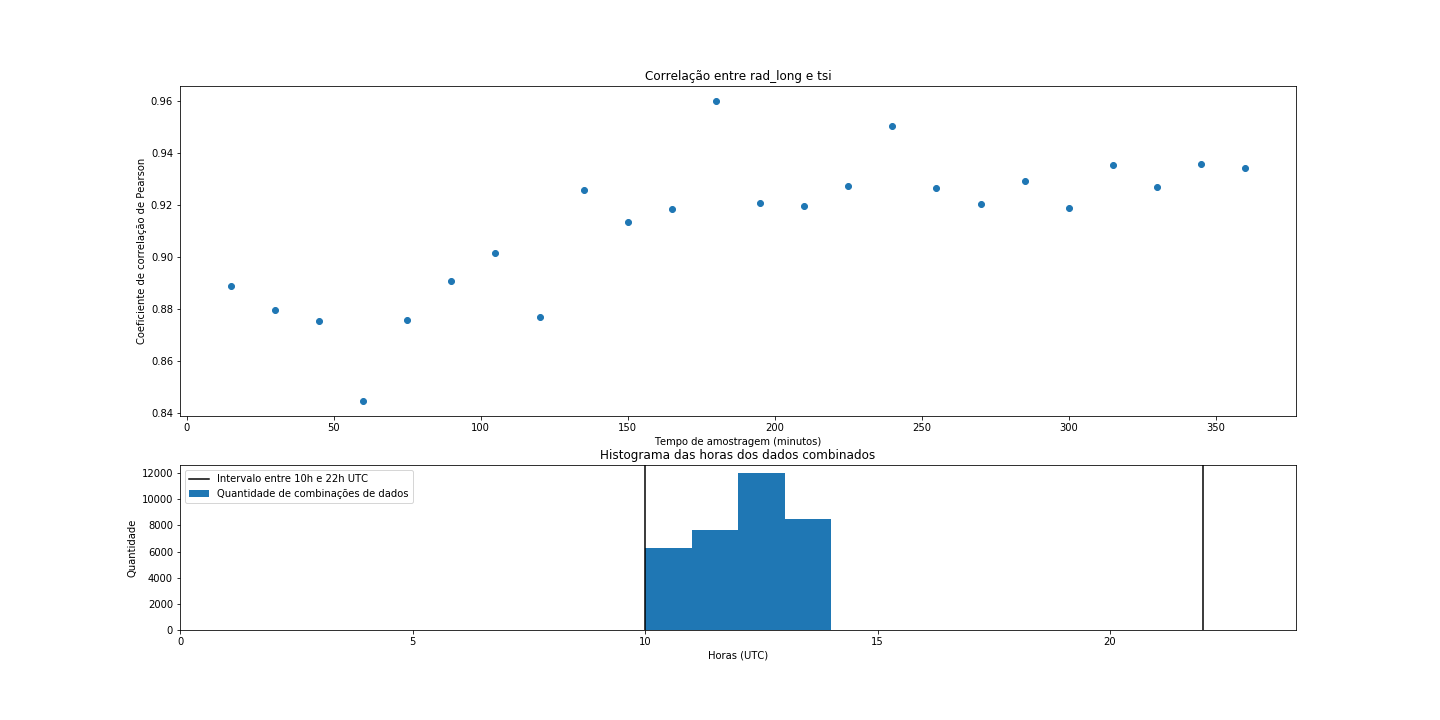 Correlação entre rad_long e tsi
Coeficiente de correlação de Pearson
0.96
0.94
0.92
0.90
0.88
0.86
0.84
0 50 100 150 200 250 300 350
Tempo de amostragem (minutos)
Histograma das horas dos dados combinados
Quantidade
12000
10000
8000
6000
4000
2000
0
Intervalo entre 10h e 22h UTC
Quantidade de combinações de dados
0 5 10 15 20
Horas (UTC)